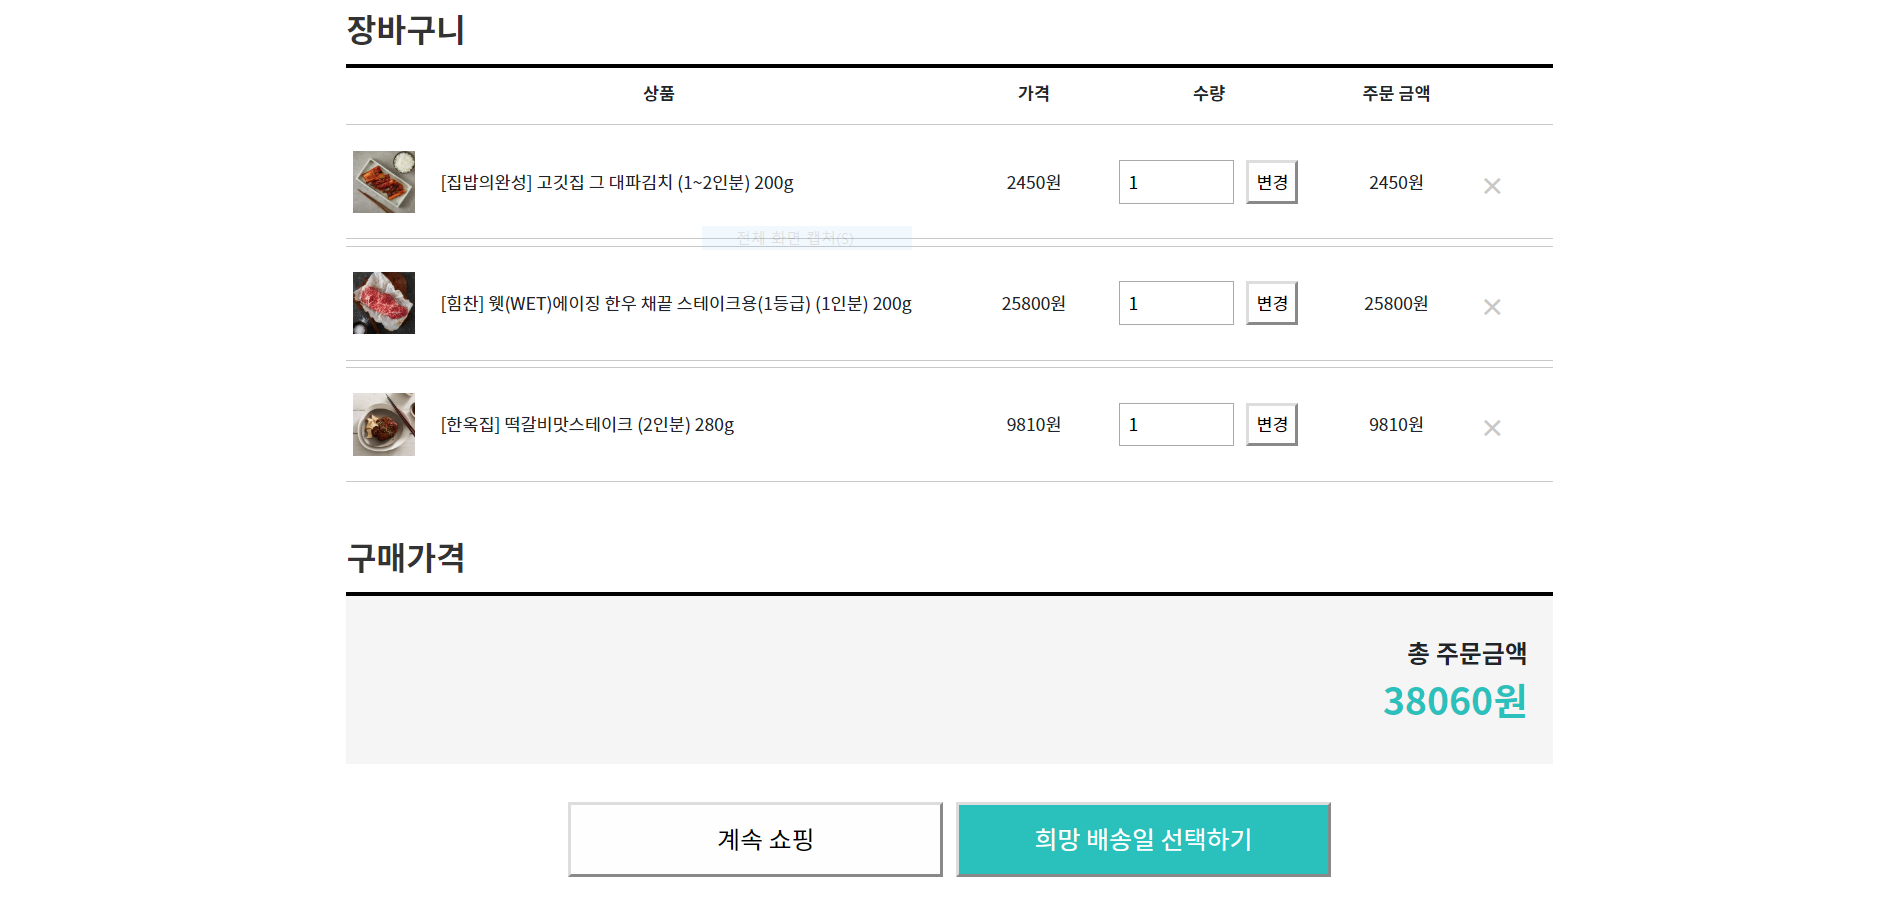 장바구니
상품 가격 수량 주문 금액
[집밥의완성] 고깃집 그 대파김치 (1~2인분) 200g 2450원 1 변경 2450원 ×
전체 화면 캡처(S)
[힘찬] 웻(WET)에이징 한우 채끝 스테이크용(1등급) (1인분) 200g 25800원 1 변경 25800원 ×
[한옥집] 떡갈비맛스테이크 (2인분) 280g 9810원 1 변경 9810원 ×
구매가격
총 주문금액
38060원
계속 쇼핑 희망 배송일 선택하기